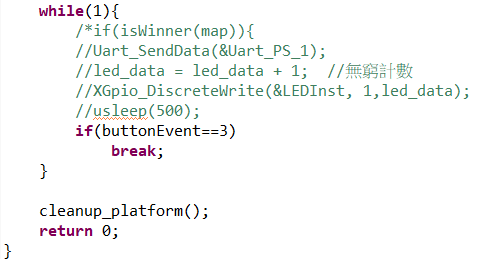 while(1){
/*if(isWinner(map)){
//Uart_SendData(&Uart_PS_1);
//led_data = led_data + 1;  //無窮計數
//XGpio_DiscreteWrite(&LEDInst, 1,led_data);
//usleep(500);
if(buttonEvent==3)
break;
}
cleanup_platform();
return 0;
}